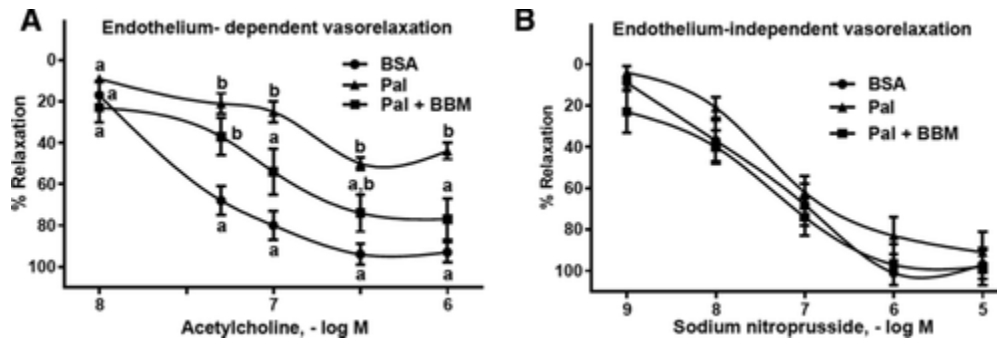 A
Endothelium- dependent vasorelaxation
BSA
Pal
Pal + BBM
% Relaxation
0
20
40
60
80
100
a
a
a
b
b
a
b
a
a
b
a,b
a
b
a
a
8
7
6
Acetylcholine, - log M
B
Endothelium-independent vasorelaxation
BSA
Pal
Pal + BBM
% Relaxation
0
20
40
60
80
100
9
8
7
6
5
Sodium nitroprusside, - log M